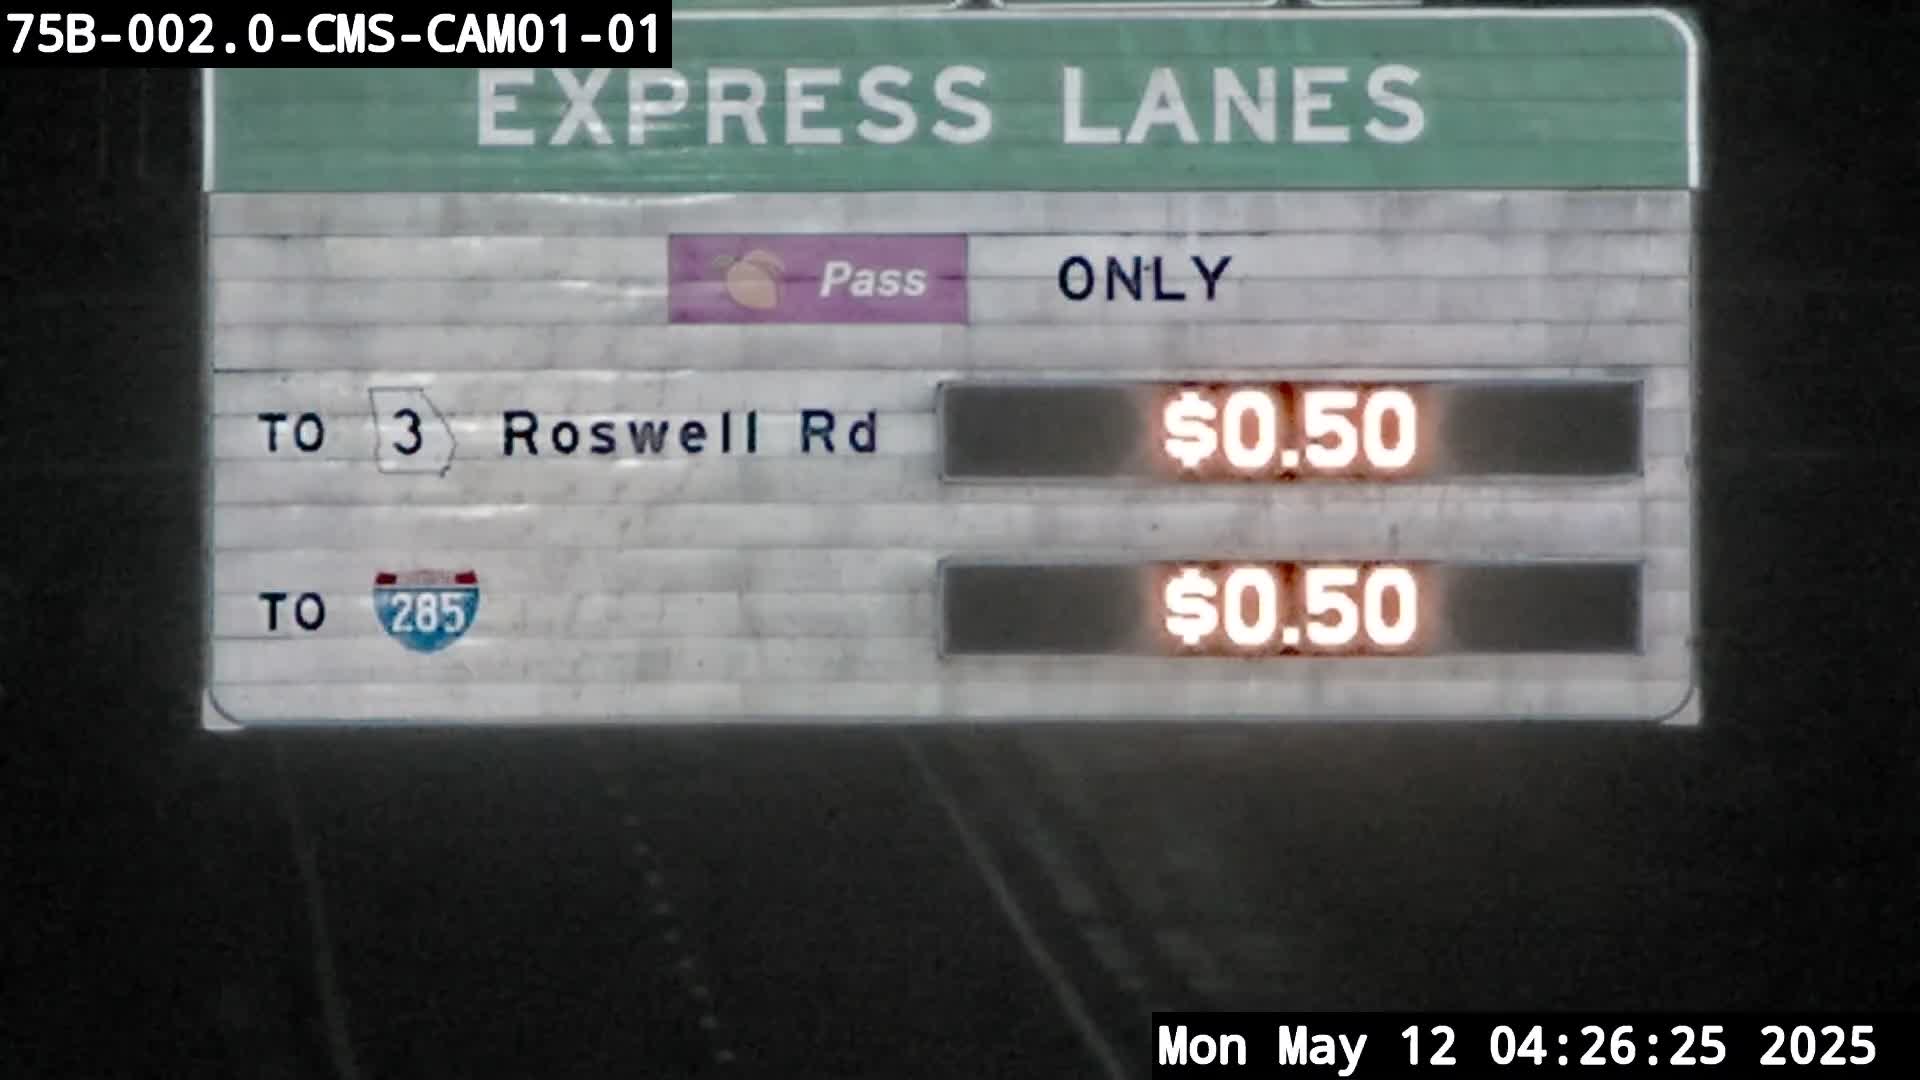 75B-002.0-CMS-CAM01-01
EXPRESS LANES
Pass ONLY
TO 3 Roswell Rd $0.50
TO 285 $0.50
Mon May 12 04:26:25 2025